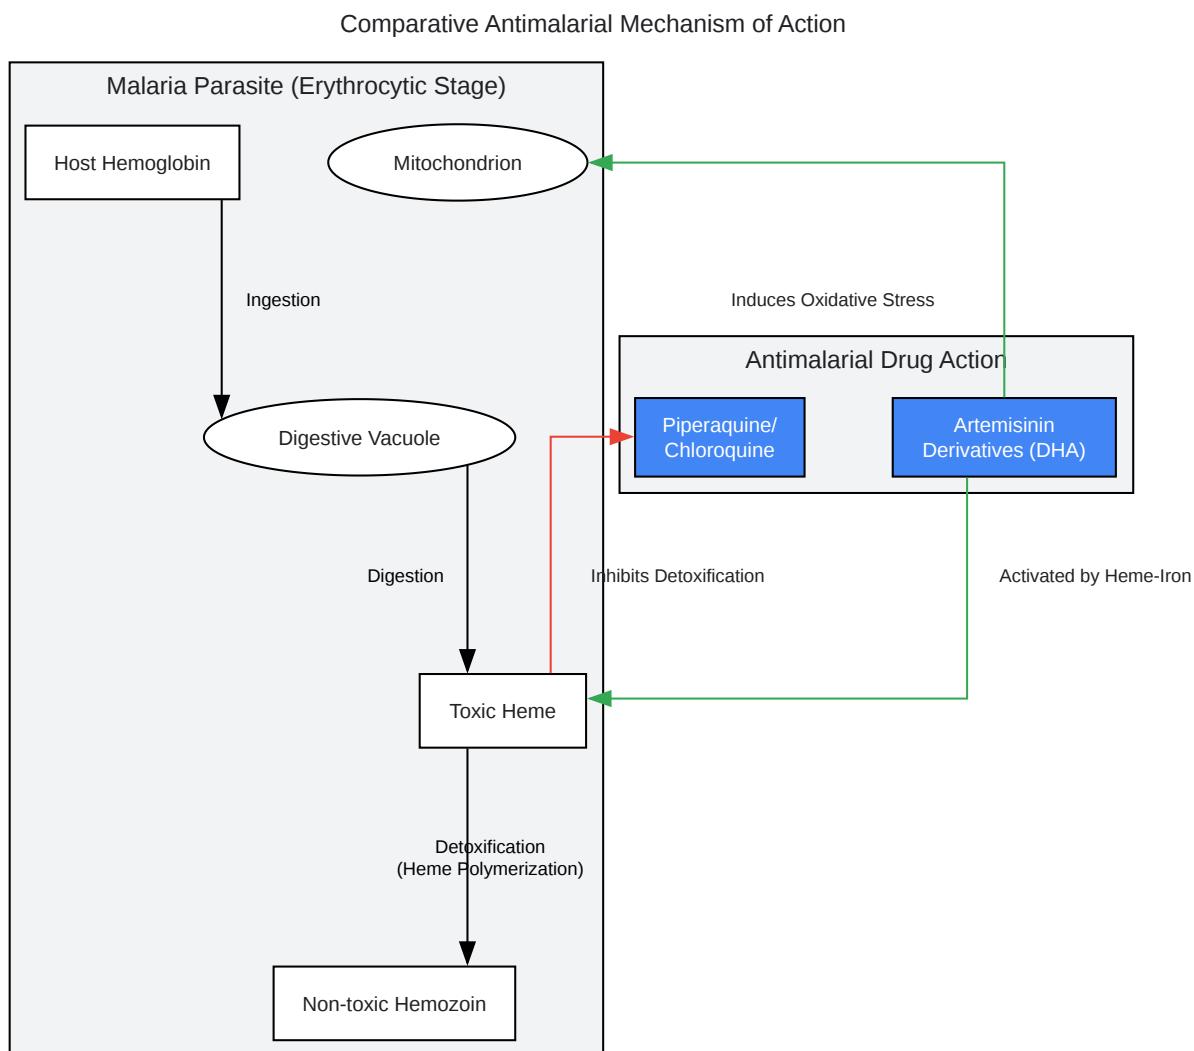 Comparative Antimalarial Mechanism of Action
Malaria Parasite (Erythrocytic Stage)
Host Hemoglobin
Mitochondrion
Ingestion
Induces Oxidative Stress
Antimalarial Drug Action
Digestive Vacuole
Piperaquine/
Chloroquine
Artemisinin
Derivatives (DHA)
Digestion
Inhibits Detoxification
Activated by Heme-Iron
Toxic Heme
Detoxification
(Heme Polymerization)
Non-toxic Hemozoin